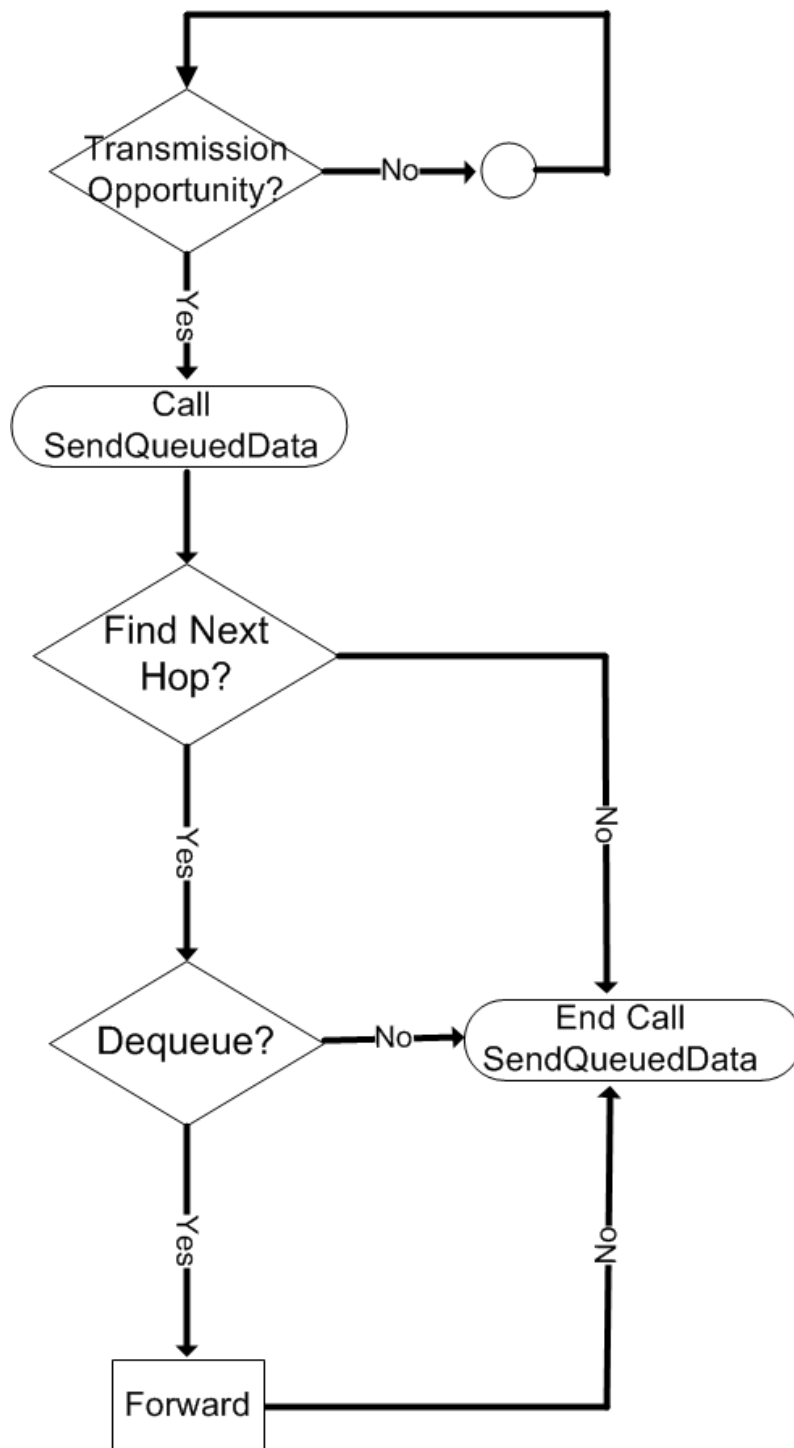 Transmission
Opportunity?
No
Yes
Call
SendQueuedData
Find Next
Hop?
No
Yes
Dequeue?
No
End Call
SendQueuedData
Yes
No
Forward